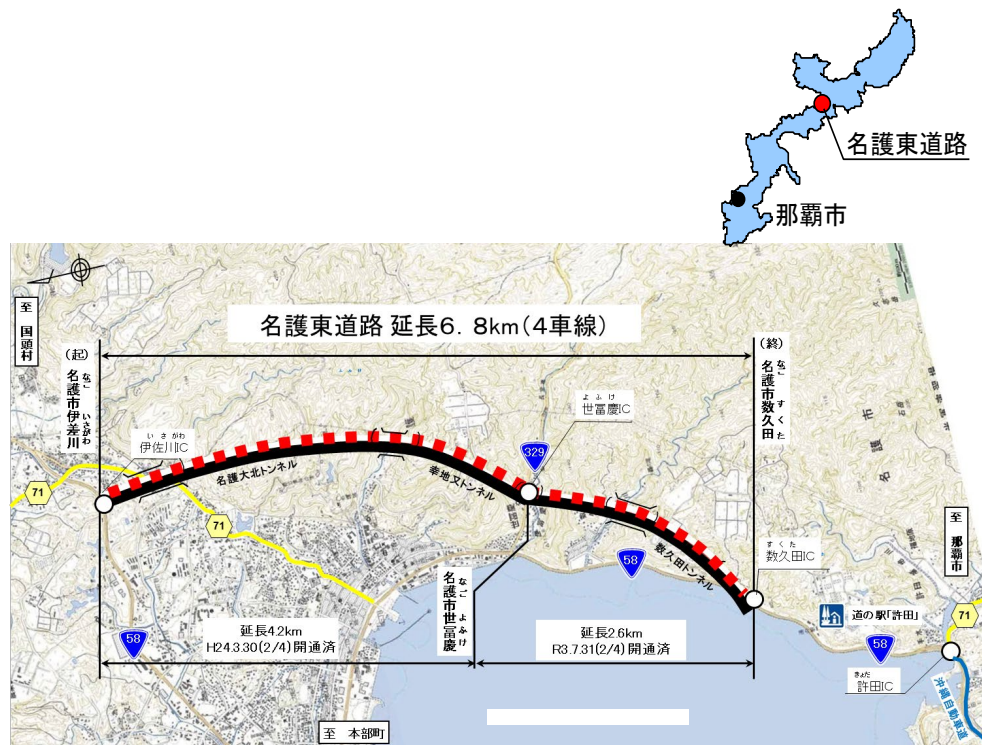 名護東道路
那覇市
名護東道路 延長6.8km(4車線)
至 国頭村
(起)
名護市伊差川
なご いさがわ
(終)
名護市数久田
なご すくた
いさがわ
伊佐川IC
よふけ
世冨慶IC
329
71
名護大北トンネル
幸地又トンネル
71
世冨慶
名護市
58
数久田トンネル
すくた
数久田IC
至 那覇市
名護市世冨慶
なご よふけ
58
延長4.2km
H24.3.30(2/4)開通済
延長2.6km
R3.7.31(2/4)開通済
道の駅「許田」
71
58
きょだ
許田IC
沖縄自動車道
至 本部町